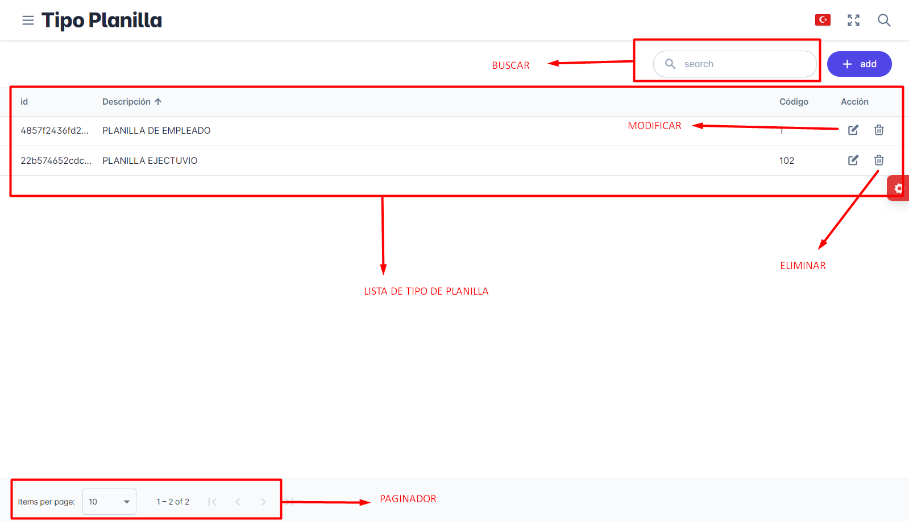 Tipo Planilla
BUSCAR
search
add
id Descripción Código Acción
4857f2436fd2... PLANILLA DE EMPLEADO 1
MODIFICAR
22b574652cdc... PLANILLA EJECTUVIO 102
ELIMINAR
LISTA DE TIPO DE PLANILLA
Items per page: 10 1 – 2 of 2
PAGINADOR